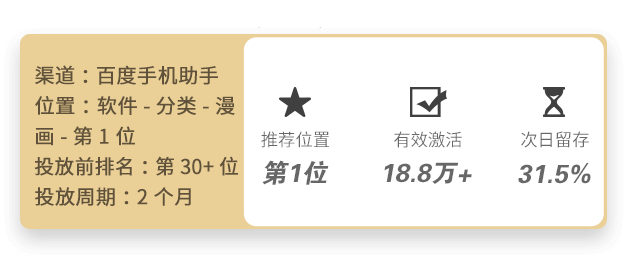 渠道：百度手机助手
位置：软件 - 分类 - 漫
画 - 第 1 位
投放前排名：第 30+ 位
投放周期：2 个月
推荐位置
第1位
有效激活
18.8万+
次日留存
31.5%